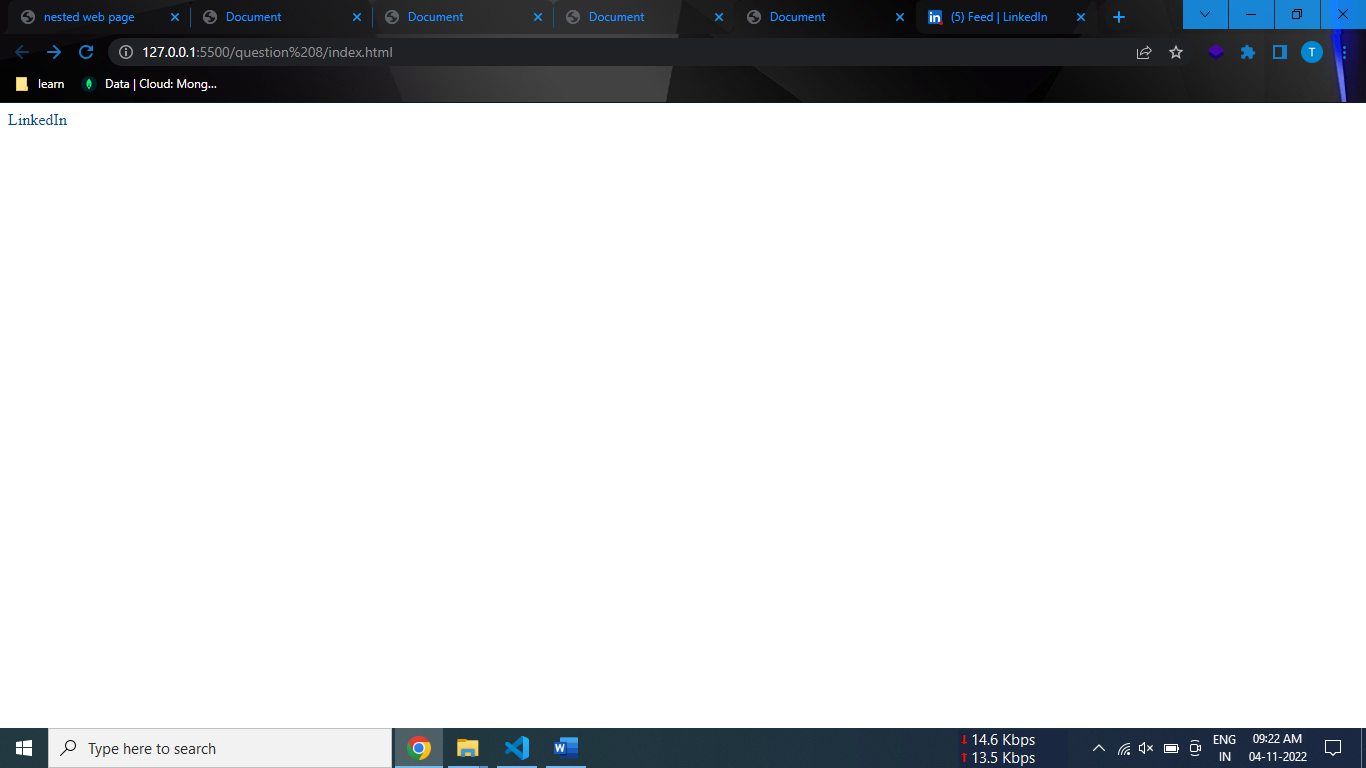 nested web page
Document
Document
Document
Document
in (5) Feed | LinkedIn
127.0.0.1:5500/question%208/index.html
T
learn
Data | Cloud: Mong...
LinkedIn
Type here to search
W
14.6 Kbps
13.5 Kbps
ENG
IN
09:22 AM
04-11-2022